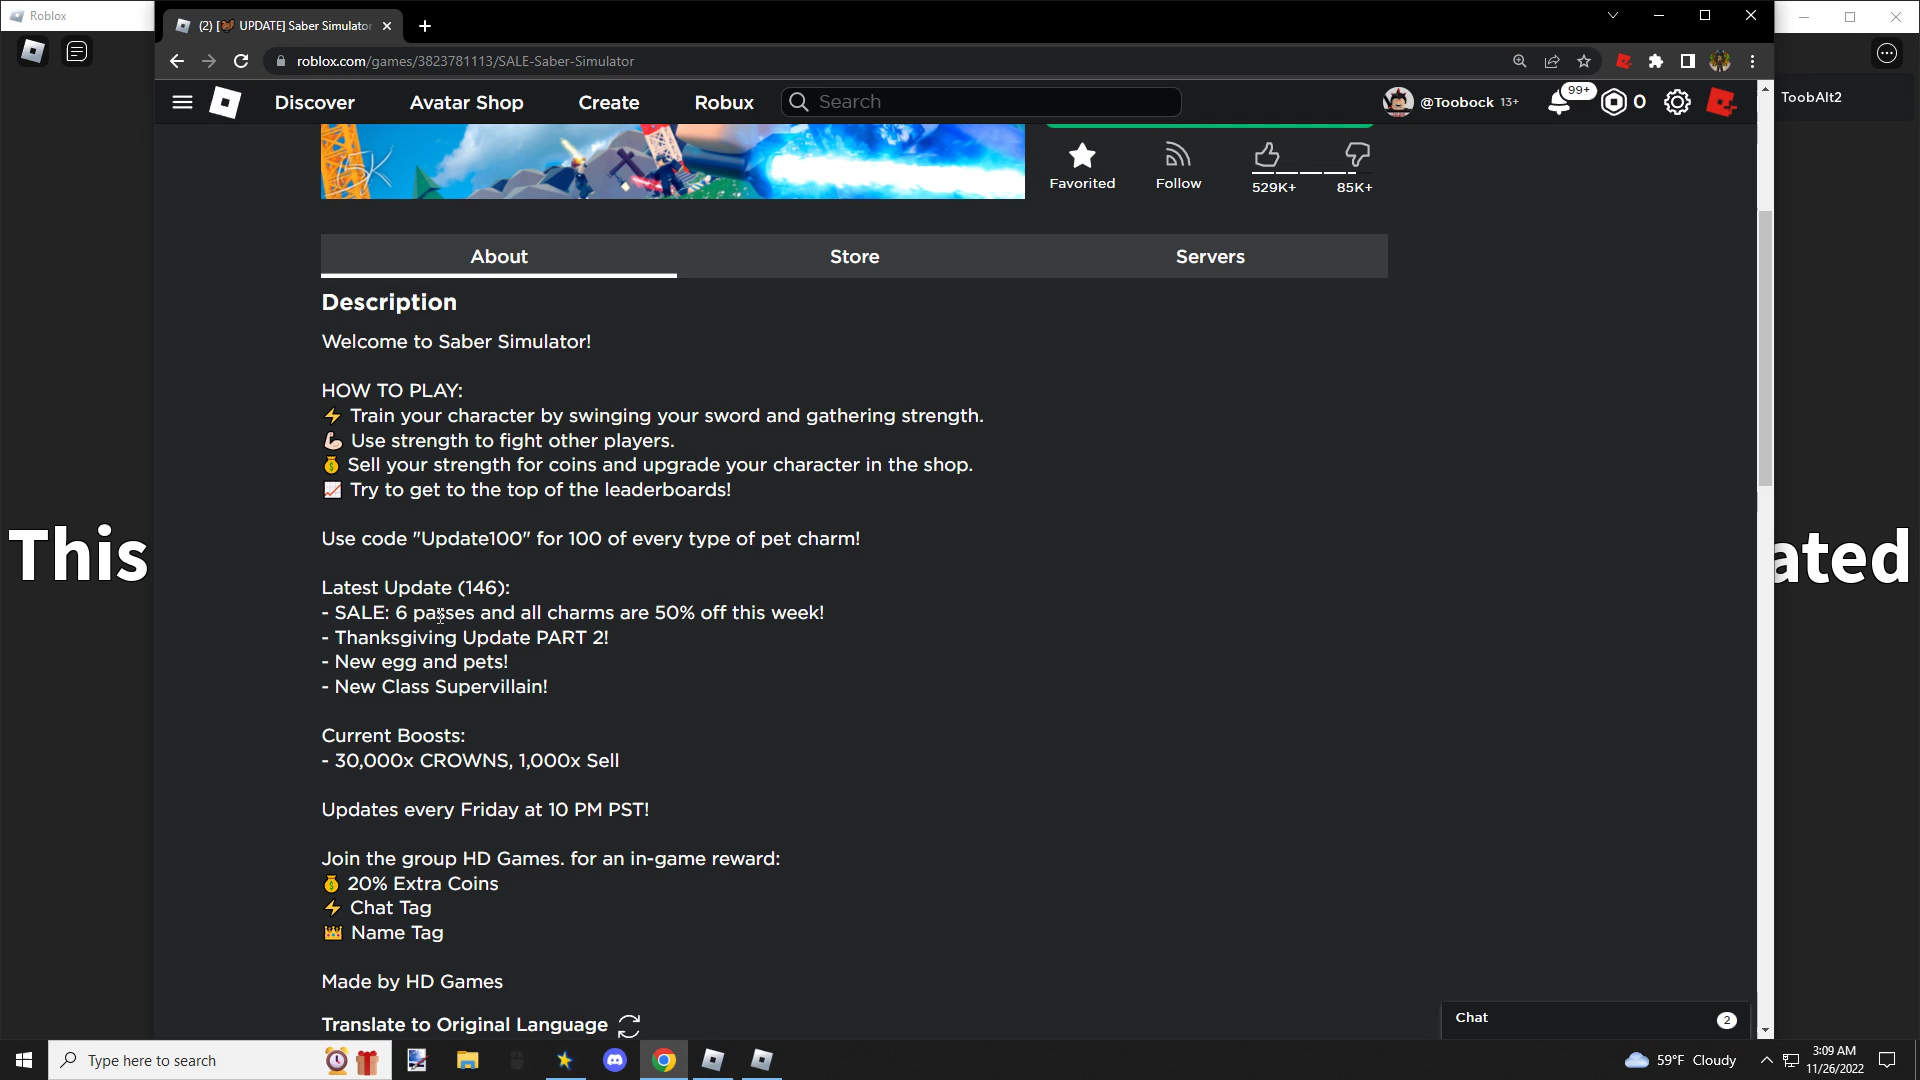 Roblox
(2) [ UPDATE] Saber Simulator
roblox.com/games/3823781113/SALE-Saber-Simulator
Discover
Avatar Shop
Create
Robux
Search
@Toobock 13+
99+
0
ToobAlt2
5K
Favorited
Follow
529K+
85K+
About
Store
Servers
Description
Welcome to Saber Simulator!
HOW TO PLAY:
⚡ Train your character by swinging your sword and gathering strength.
💪🏻 Use strength to fight other players.
💰 Sell your strength for coins and upgrade your character in the shop.
📈 Try to get to the top of the leaderboards!
Use code "Update100" for 100 of every type of pet charm!
This
ated
Latest Update (146):
- SALE: 6 passes and all charms are 50% off this week!
- Thanksgiving Update PART 2!
- New egg and pets!
- New Class Supervillain!
Current Boosts:
- 30,000x CROWNS, 1,000x Sell
Updates every Friday at 10 PM PST!
Join the group HD Games. for an in-game reward:
💰 20% Extra Coins
⚡ Chat Tag
👑 Name Tag
Made by HD Games
Translate to Original Language
Chat
2
Type here to search
59°F Cloudy
3:09 AM
11/26/2022